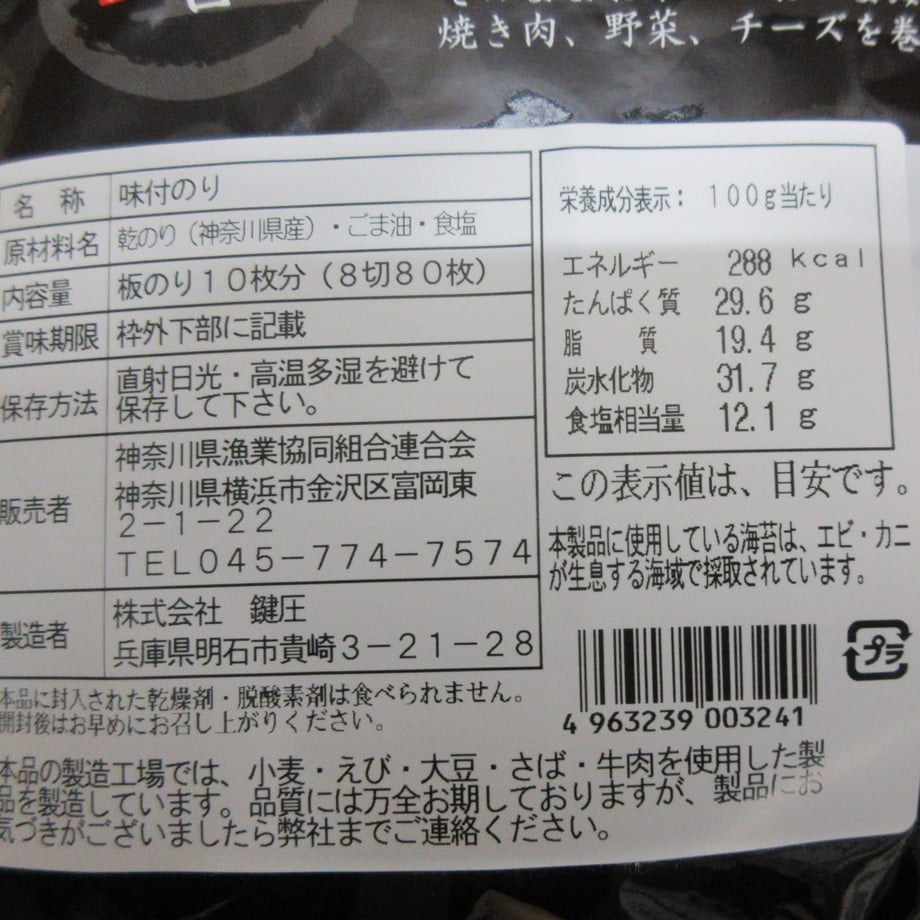 焼き肉、野菜、チーズを巻
名　称　味付のり
原材料名　乾のり（神奈川県産）・ごま油・食塩
内容量　板のり１０枚分（８切８０枚）
賞味期限　枠外下部に記載
保存方法　直射日光・高温多湿を避けて
保存して下さい。
販売者　神奈川県漁業協同組合連合会
神奈川県横浜市金沢区富岡東
２－１－２２
ＴＥＬ０４５－７７４－７５７４
製造者　株式会社　鍵圧
兵庫県明石市貴崎３－２１－２８
本品に封入された乾燥剤・脱酸素剤は食べられません。
開封後はお早めにお召し上がりください。
栄養成分表示：　１００ｇ当たり
エネルギー　288 kcal
たんぱく質　29.6 g
脂　質　19.4 g
炭水化物　31.7 g
食塩相当量　12.1 g
この表示値は、目安です。
本製品に使用している海苔は、エビ・カニ
が生息する海域で採取されています。
プラ
4 963239 003241
本品の製造工場では、小麦・えび・大豆・さば・牛肉を使用した製
品を製造しています。品質には万全お期しておりますが、製品にお
気づきがございましたら弊社までご連絡ください。